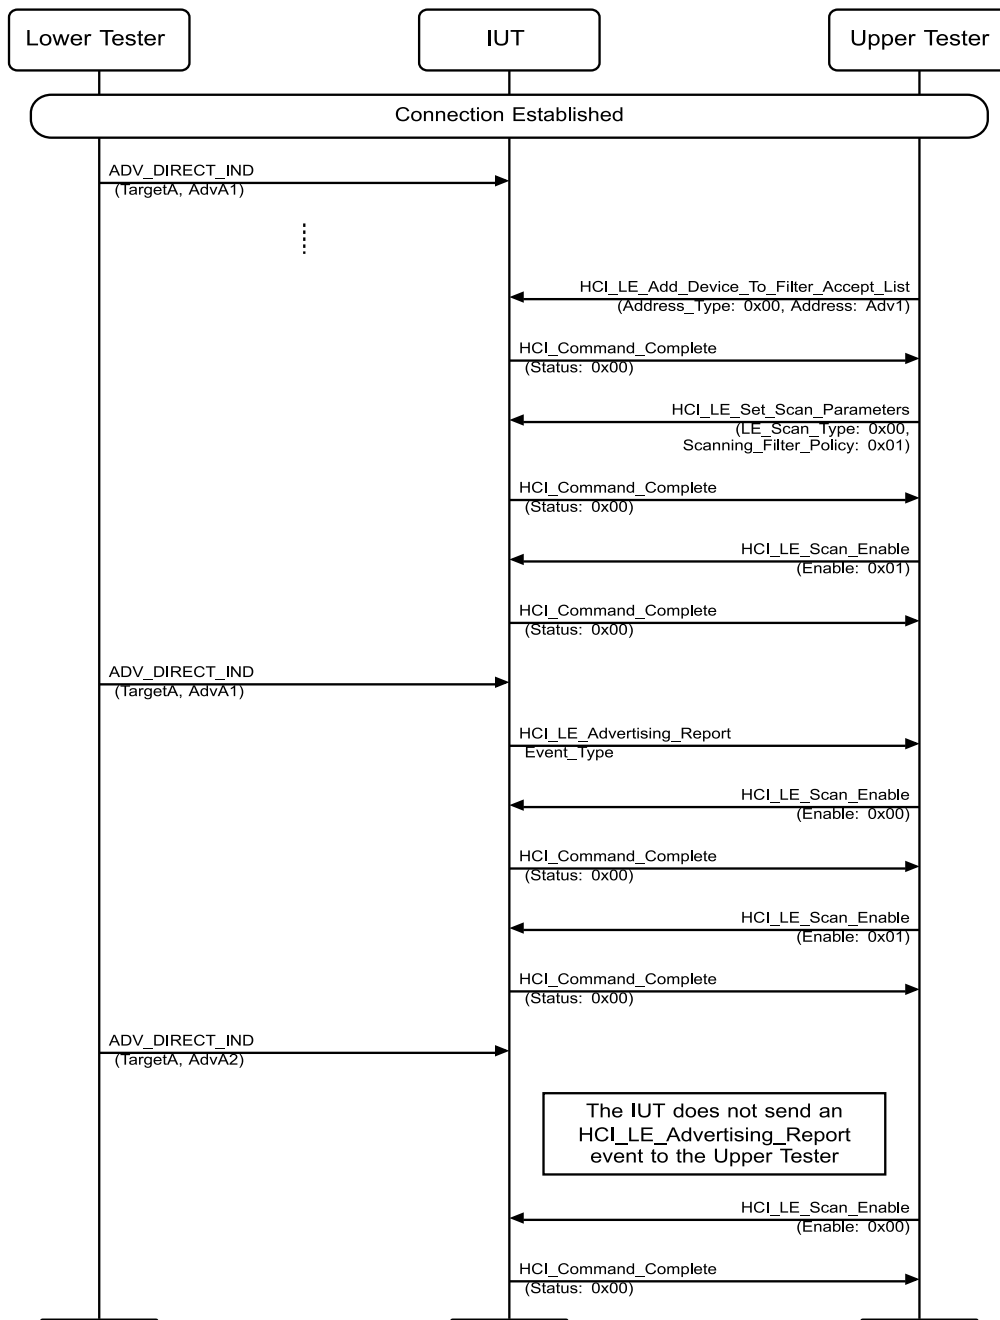 Lower Tester
IUT
Upper Tester
Connection Established
ADV_DIRECT_IND
(TargetA, AdvA1)
HCI_LE_Add_Device_To_Filter_Accept_List
(Address_Type: 0x00, Address: Adv1)
HCI_Command_Complete
(Status: 0x00)
HCI_LE_Set_Scan_Parameters
(LE_Scan_Type: 0x00,
Scanning_Filter_Policy: 0x01)
HCI_Command_Complete
(Status: 0x00)
HCI_LE_Scan_Enable
(Enable: 0x01)
HCI_Command_Complete
(Status: 0x00)
ADV_DIRECT_IND
(TargetA, AdvA1)
HCI_LE_Advertising_Report
Event_Type
HCI_LE_Scan_Enable
(Enable: 0x00)
HCI_Command_Complete
(Status: 0x00)
HCI_LE_Scan_Enable
(Enable: 0x01)
HCI_Command_Complete
(Status: 0x00)
ADV_DIRECT_IND
(TargetA, AdvA2)
The IUT does not send an
HCI_LE_Advertising_Report
event to the Upper Tester
HCI_LE_Scan_Enable
(Enable: 0x00)
HCI_Command_Complete
(Status: 0x00)